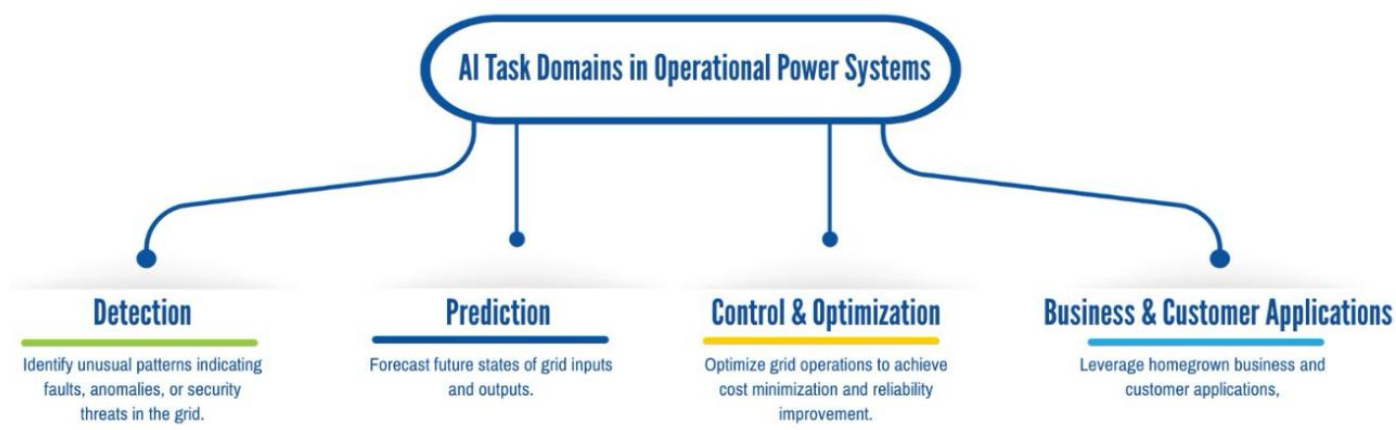 AI Task Domains in Operational Power Systems
Detection
Identify unusual patterns indicating
faults, anomalies, or security
threats in the grid.
Prediction
Forecast future states of grid inputs
and outputs.
Control & Optimization
Optimize grid operations to achieve
cost minimization and reliability
improvement.
Business & Customer Applications
Leverage homegrown business and
customer applications,